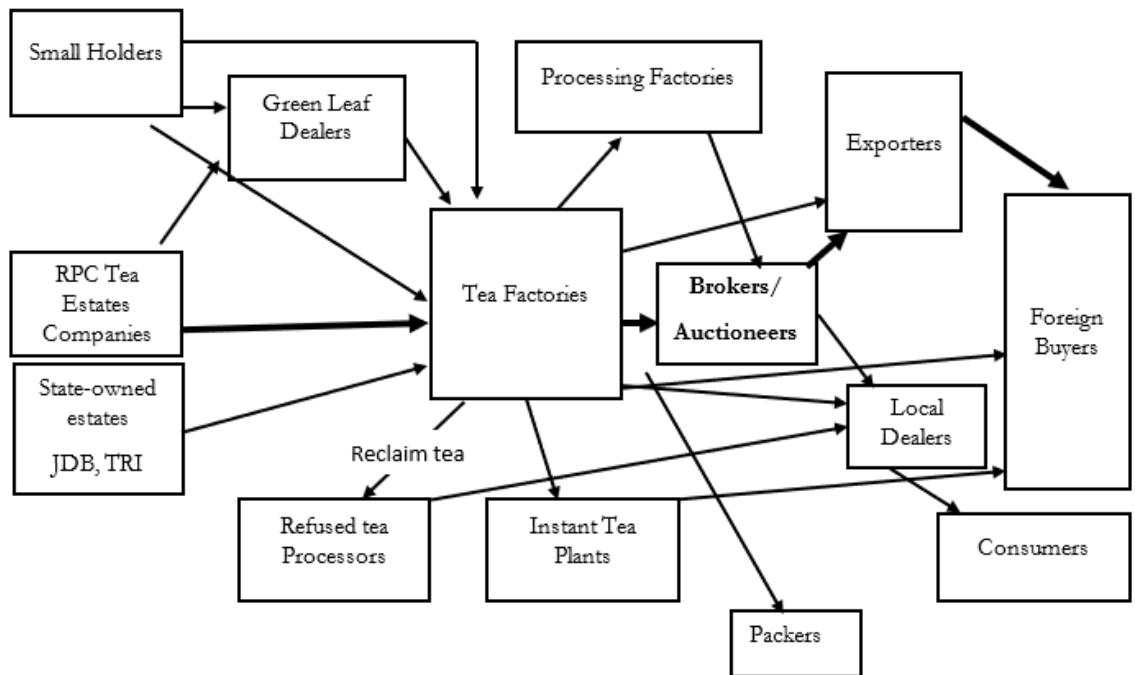 Small Holders
Processing Factories
Green Leaf
Dealers
Exporters
RPC Tea
Estates
Companies
Tea Factories
Brokers/
Auctioneers
Foreign
Buyers
State-owned
estates
JDB, TRI
Local
Dealers
Reclaim tea
Refused tea
Processors
Instant Tea
Plants
Consumers
Packers